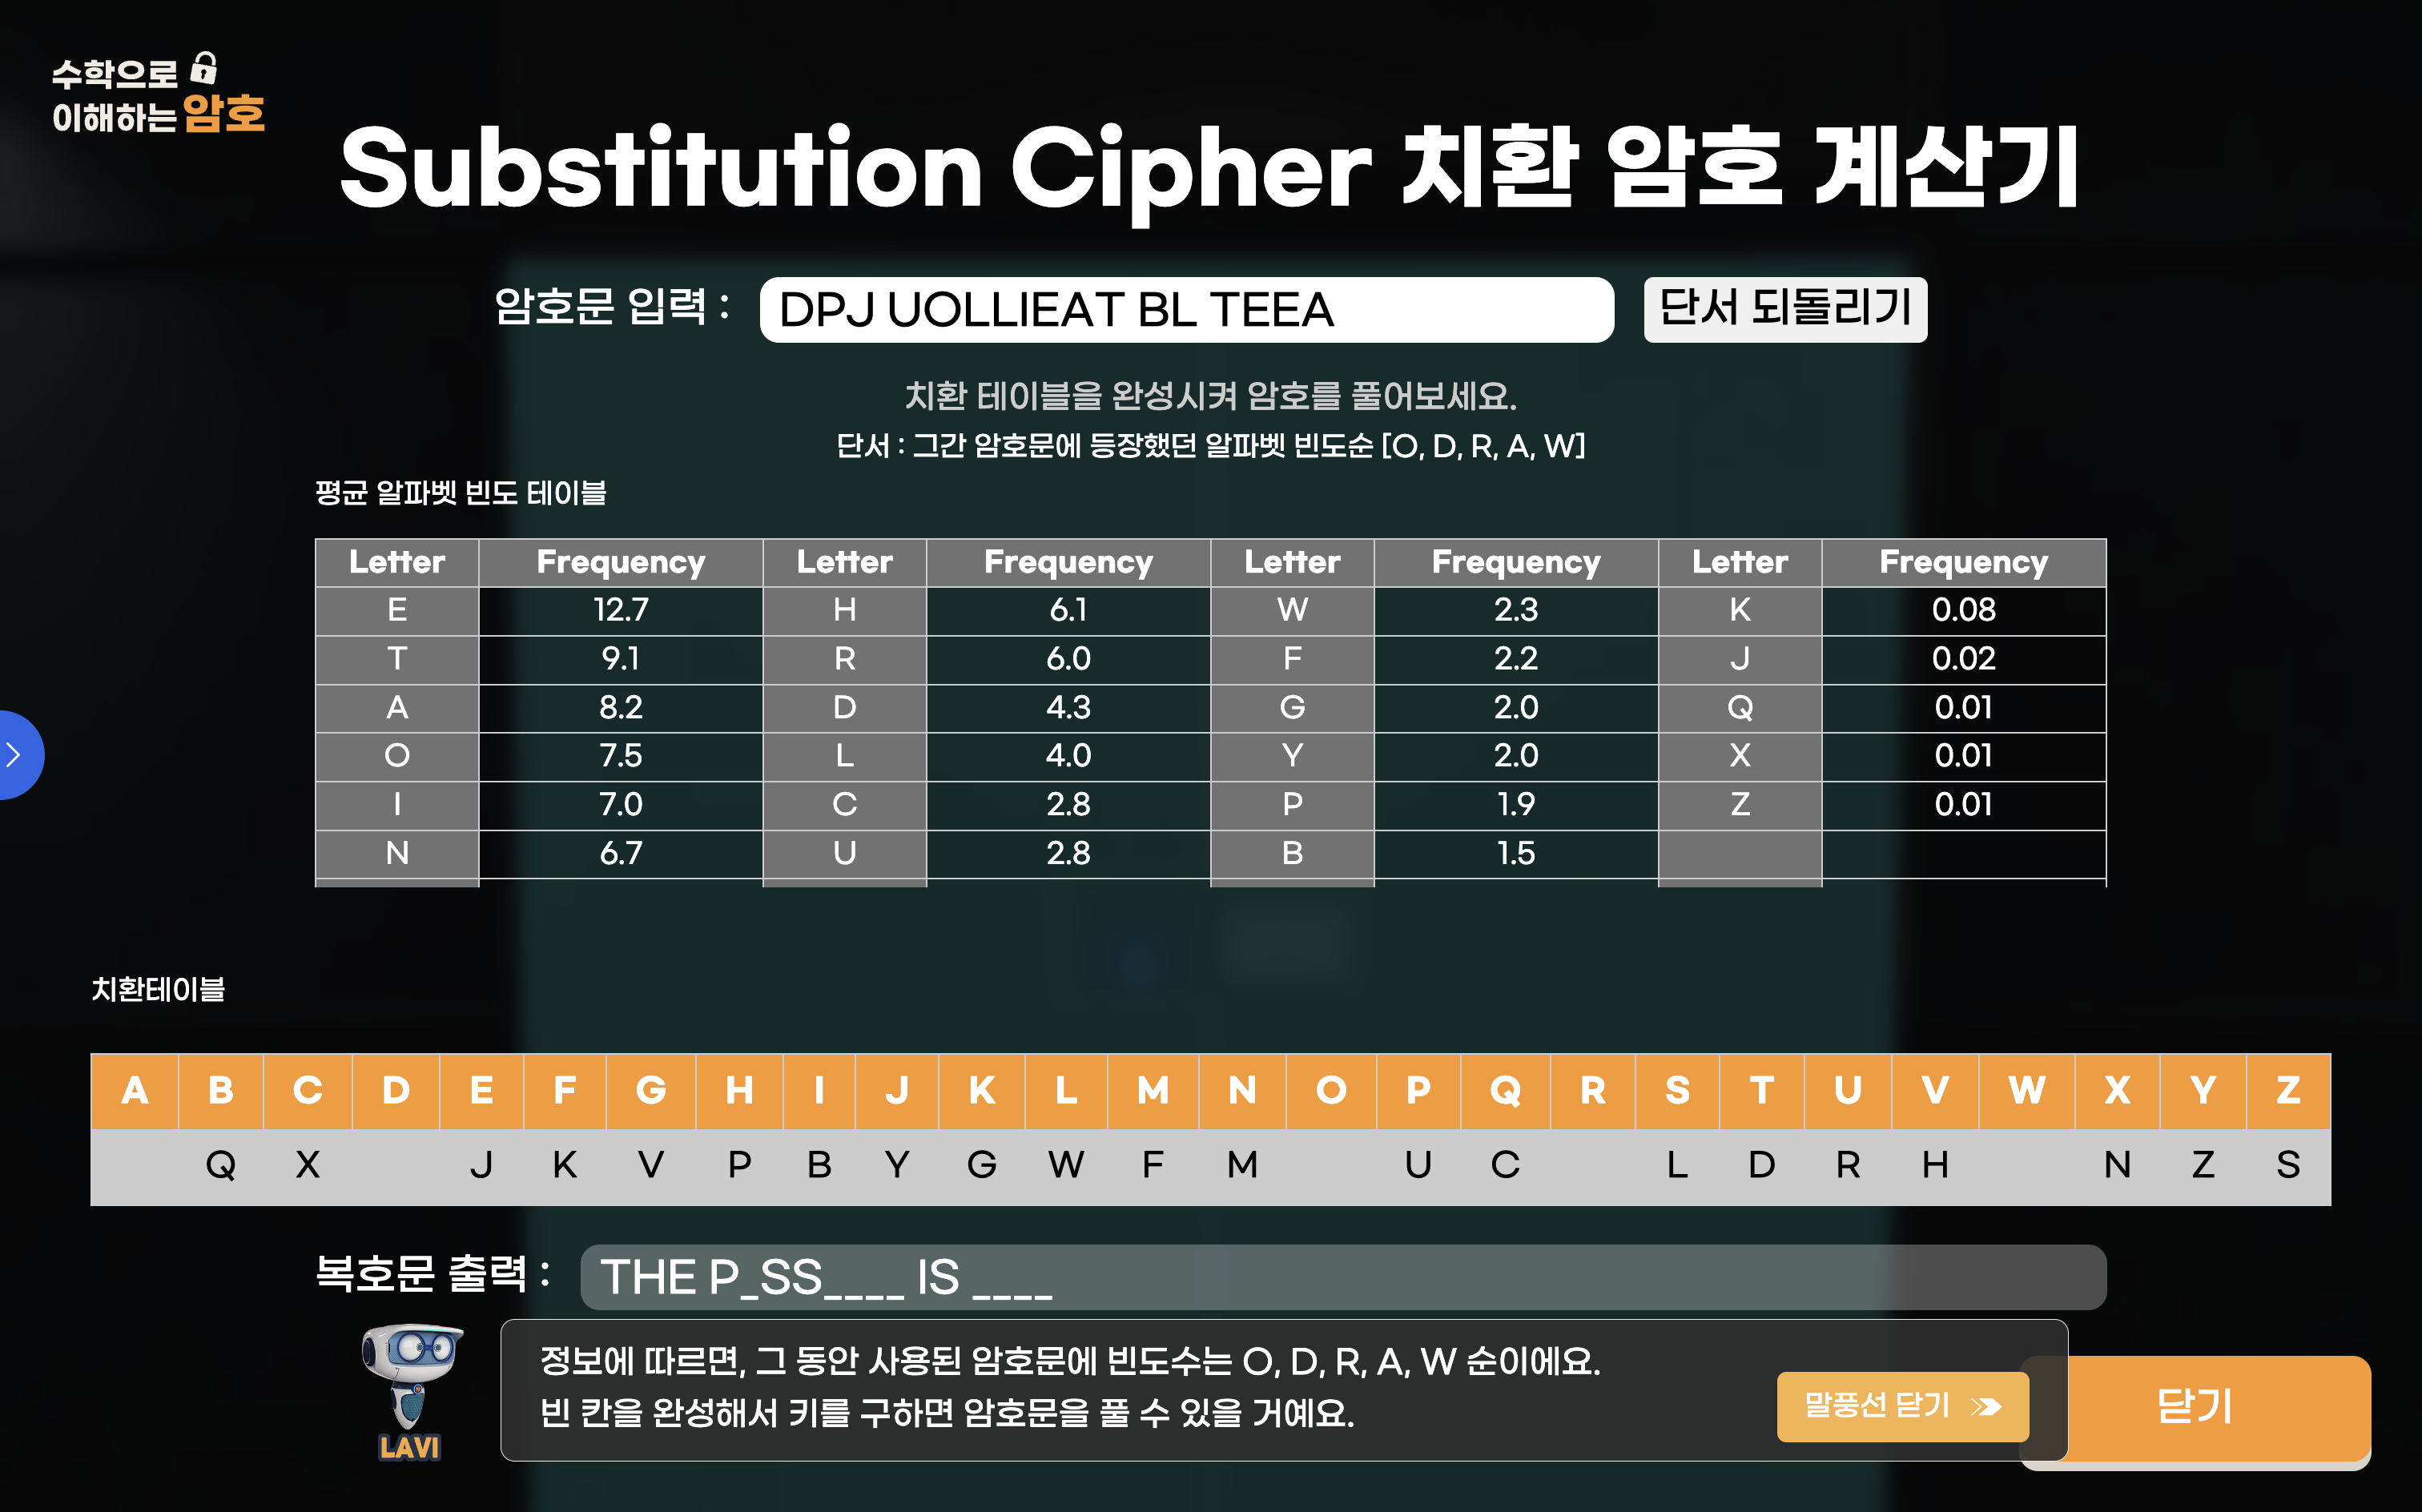 수학으로
이해하는 암호
Substitution Cipher 치환 암호 계산기
암호문 입력 : DPJ UOLLIEAT BL TEEA 단서 되돌리기
치환 테이블을 완성시켜 암호를 풀어보세요.
단서 : 그간 암호문에 등장했던 알파벳 빈도순 [O, D, R, A, W]
평균 알파벳 빈도 테이블
Letter Frequency Letter Frequency Letter Frequency Letter Frequency
E 12.7 H 6.1 W 2.3 K 0.08
T 9.1 R 6.0 F 2.2 J 0.02
A 8.2 D 4.3 G 2.0 Q 0.01
O 7.5 L 4.0 Y 2.0 X 0.01
I 7.0 C 2.8 P 1.9 Z 0.01
N 6.7 U 2.8 B 1.5
치환테이블
A B C D E F G H I J K L M N O P Q R S T U V W X Y Z
Q X J K V P B Y G W F M U C L D R H N Z S
복호문 출력 : THE P_SS____ IS ____
정보에 따르면, 그 동안 사용된 암호문에 빈도수는 O, D, R, A, W 순이에요.
빈 칸을 완성해서 키를 구하면 암호문을 풀 수 있을 거예요.
말풍선 닫기
닫기
LAVI